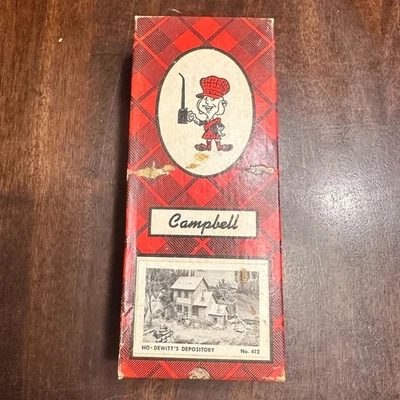 Campbell
HO-DEWITT'S DEPOSITORY No. 412